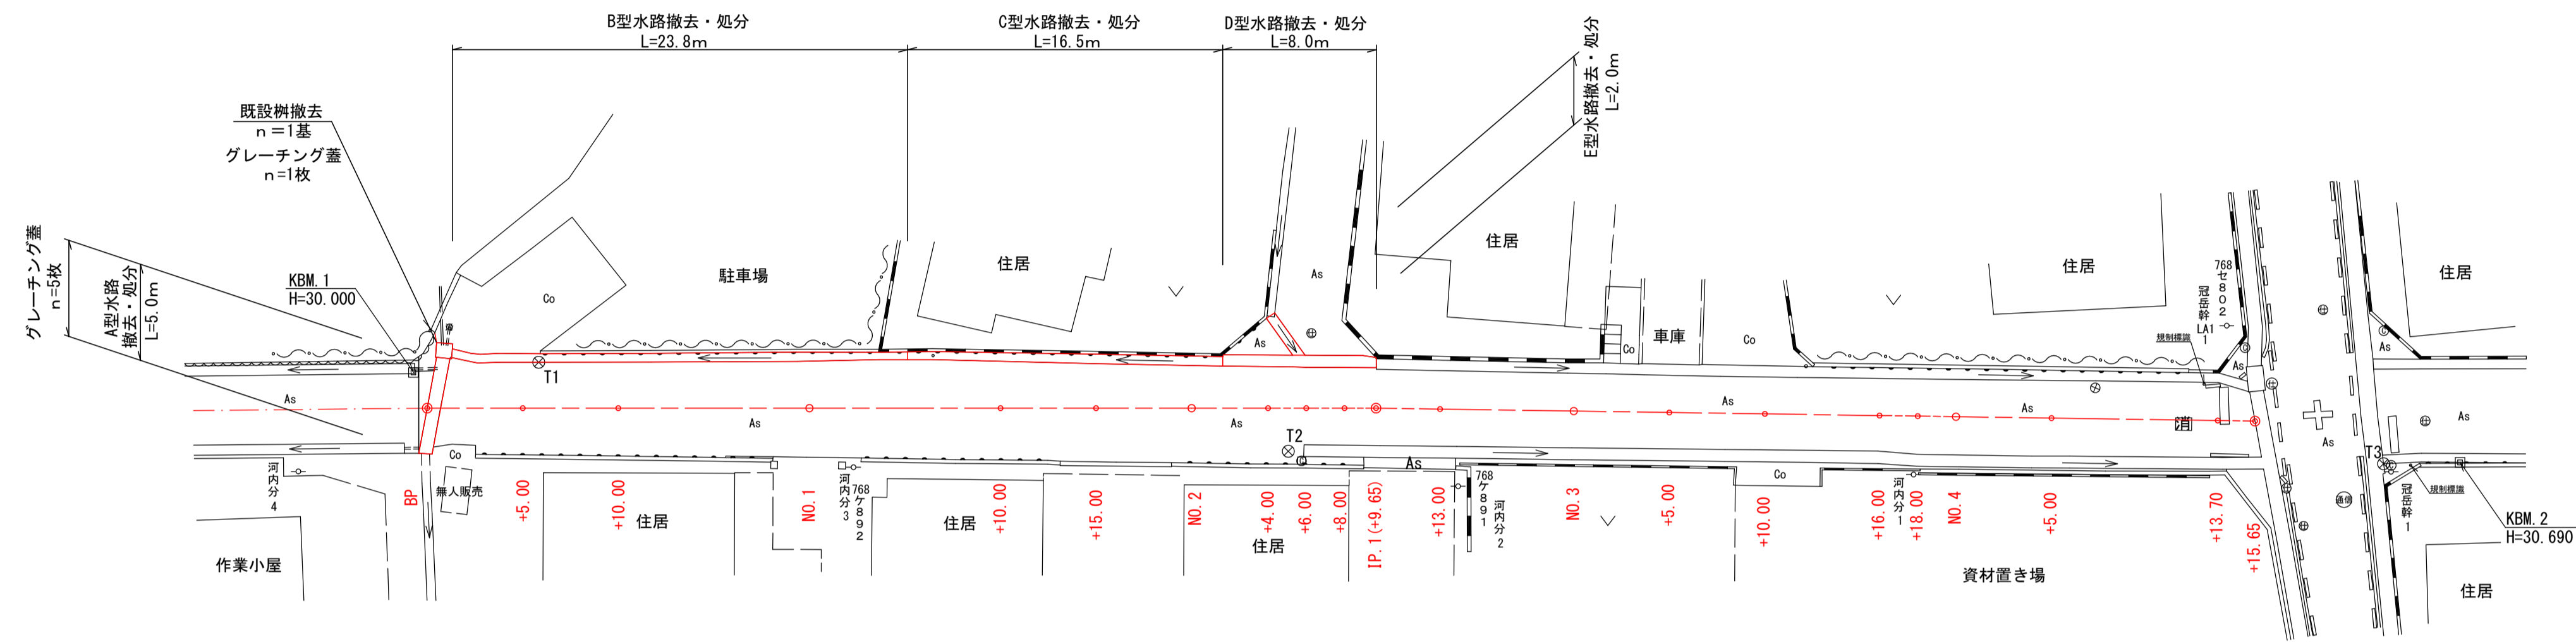 B型水路撤去・処分
L=23.8m
C型水路撤去・処分
L=16.5m
D型水路撤去・処分
L=8.0m
E型水路撤去・処分
L=2.0m
既設桝撤去
n=1基
グレーチング蓋
n=1枚
グレーチング蓋
n=5枚
A型水路
撤去・処分
L=5.0m
KBM.1
H=30.000
Co
駐車場
住居
As
住居
車庫
Co
Co
住居
768
セ802
冠岳幹
1
LA1
規制標識
住居
As
As
T1
As
As
As
As
As
As
As
As
消
T2
T3
As
Co
Co
河内分
4
無人販売
作業小屋
住居
河内分
3
768
ケ892
住居
住居
768
ケ891
河内分
2
河内分
1
資材置き場
通信
冠岳幹
1
規制標識
KBM.2
H=30.690
住居
BP
+5.00
+10.00
NO.1
+10.00
+15.00
NO.2
+4.00
+6.00
+8.00
IP.1(+9.65)
+13.00
NO.3
+5.00
+10.00
+16.00
+18.00
NO.4
+5.00
+13.70
+15.65